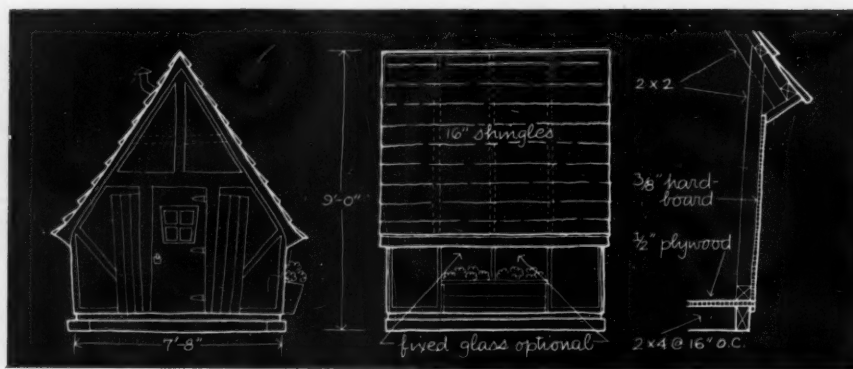 7'-8"
9'-0"
16" shingles
fixed glass optional
2 x 2
3/8" hard-
board
1/2" plywood
2 x 4 @ 16" O.C.